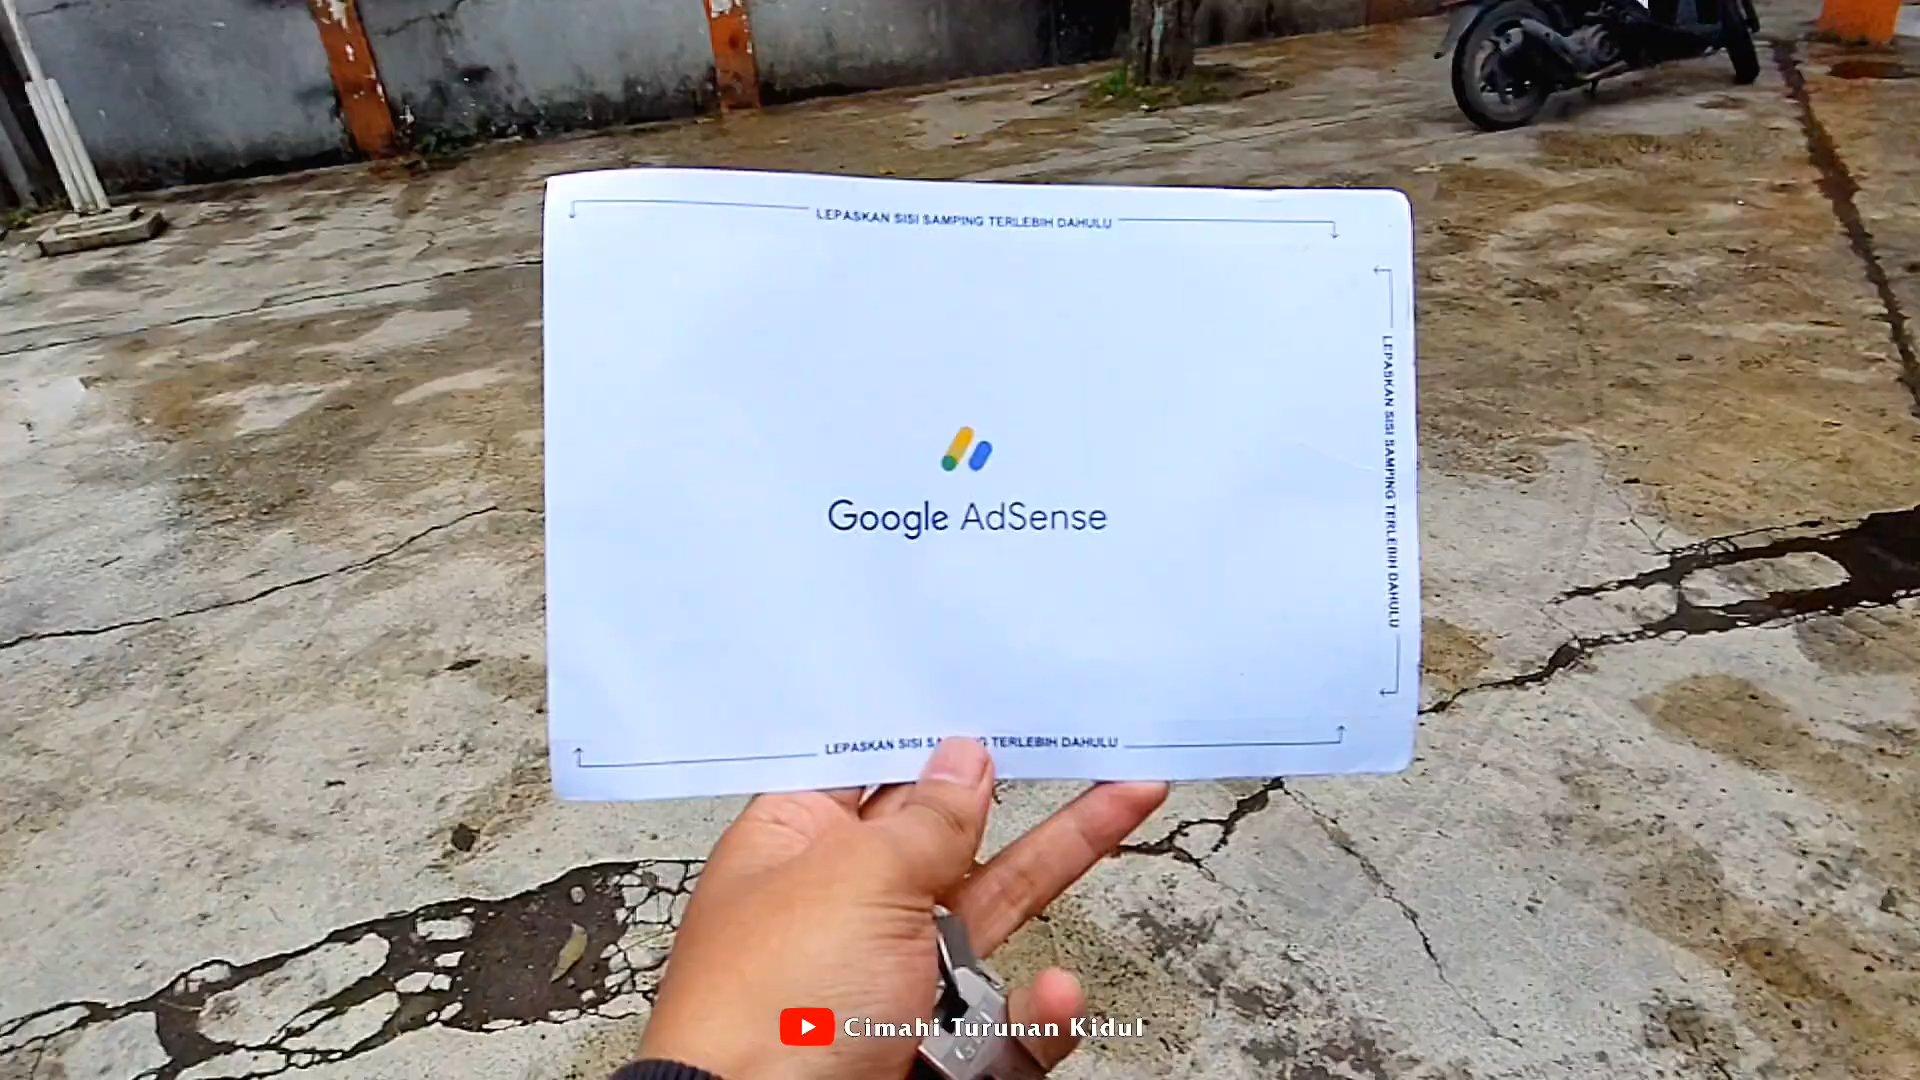 LEPASKAN SISI SAMPING TERLEBIH DAHULU
LEPASKAN SISI SAMPING TERLEBIH DAHULU
Google AdSense
LEPASKAN SISI SAMPING TERLEBIH DAHULU
Cimahi Turunan Kidul